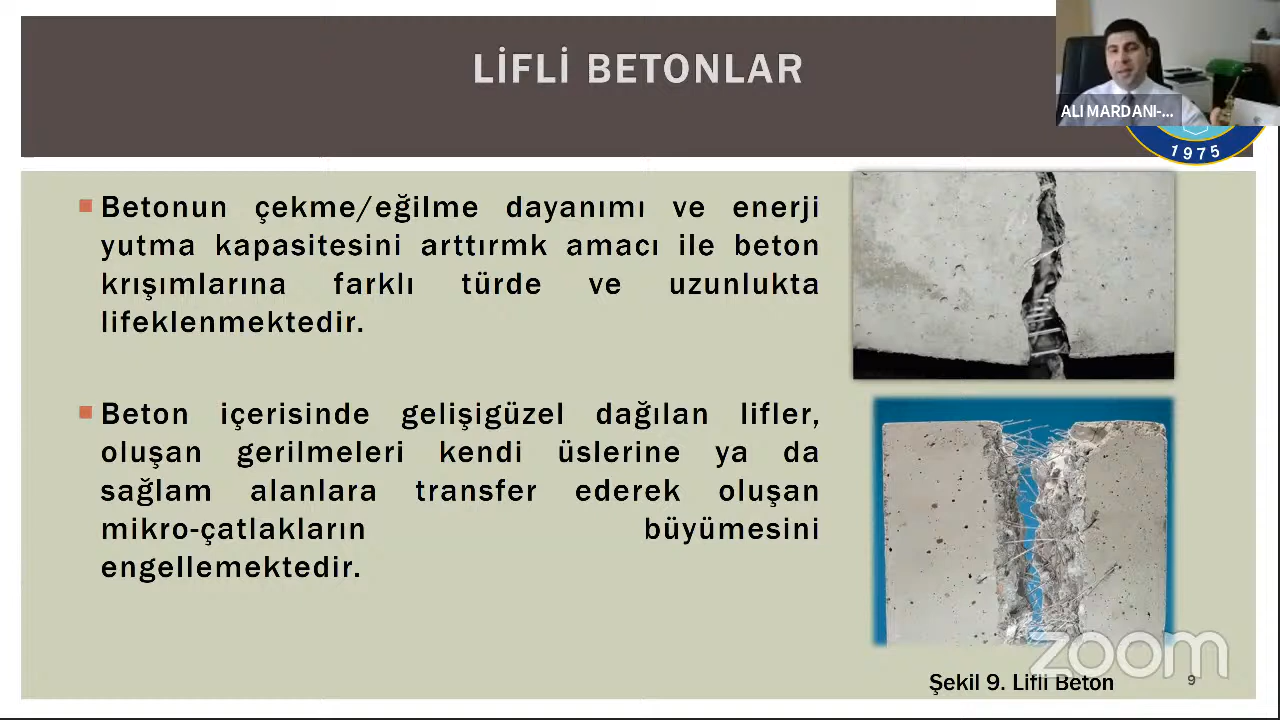 LİFLİ BETONLAR
ALI MARDANI-...
1975
Betonun çekme/eğilme dayanımı ve enerji
yutma kapasitesini arttırmk amacı ile beton
krışımlarına farklı türde ve uzunlukta
lifeklenmektedir.
Beton içerisinde gelişigüzel dağılan lifler,
oluşan gerilmeleri kendi üslerine ya da
sağlam alanlara transfer ederek oluşan
mikro-çatlakların büyümesini
engellemektedir.
zoom
Şekil 9. Lifli Beton
9